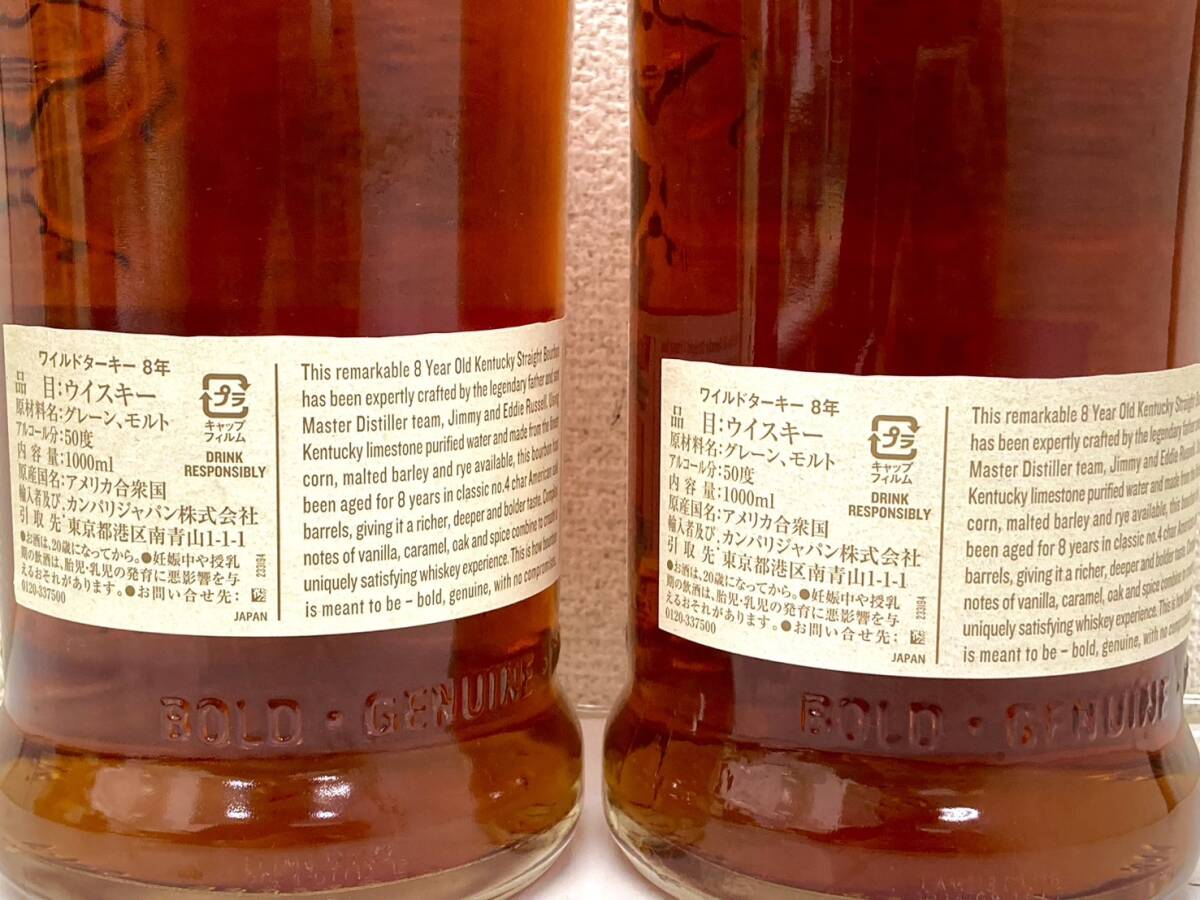 ワイルドターキー 8年
品 目:ウイスキー
原材料名:グレーン、モルト
アルコール分:50度
内 容 量:1000ml
原産国名:アメリカ合衆国
輸入者及び、カンパリジャパン株式会社
引 取 先:東京都港区南青山1-1-1
●お酒は、20歳になってから。●妊娠中や授乳
期の飲酒は、胎児・乳児の発育に悪影響を与
えるおそれがあります。●お問い合せ先:
0120-337500
プラ
キャップ
フィルム
DRINK
RESPONSIBLY
233194
JAPAN
This remarkable 8 Year Old Kentucky Straight Bourbon
has been expertly crafted by the legendary father and son
Master Distiller team, Jimmy and Eddie Russell. Using
Kentucky limestone purified water and made from the finest
corn, malted barley and rye available, this bourbon has
been aged for 8 years in classic no.4 char American oak
barrels, giving it a richer, deeper and bolder taste. Complex
notes of vanilla, caramel, oak and spice combine to create a
uniquely satisfying whiskey experience. This is how bourbon
is meant to be – bold, genuine, with no compromises.
BOLD · GENUINE
ワイルドターキー 8年
品 目:ウイスキー
原材料名:グレーン、モルト
アルコール分:50度
内 容 量:1000ml
原産国名:アメリカ合衆国
輸入者及び、カンパリジャパン株式会社
引 取 先:東京都港区南青山1-1-1
●お酒は、20歳になってから。●妊娠中や授乳
期の飲酒は、胎児・乳児の発育に悪影響を与
えるおそれがあります。●お問い合せ先:
0120-337500
プラ
キャップ
フィルム
DRINK
RESPONSIBLY
233194
JAPAN
This remarkable 8 Year Old Kentucky Straight
has been expertly crafted by the legendary
Master Distiller team, Jimmy and Eddie Russell.
Kentucky limestone purified water and made from the
corn, malted barley and rye available, this
been aged for 8 years in classic no.4 char American
barrels, giving it a richer, deeper and bolder taste.
notes of vanilla, caramel, oak and spice combine to
uniquely satisfying whiskey experience. This is how
is meant to be – bold, genuine, with no
BOLD · GENUINE